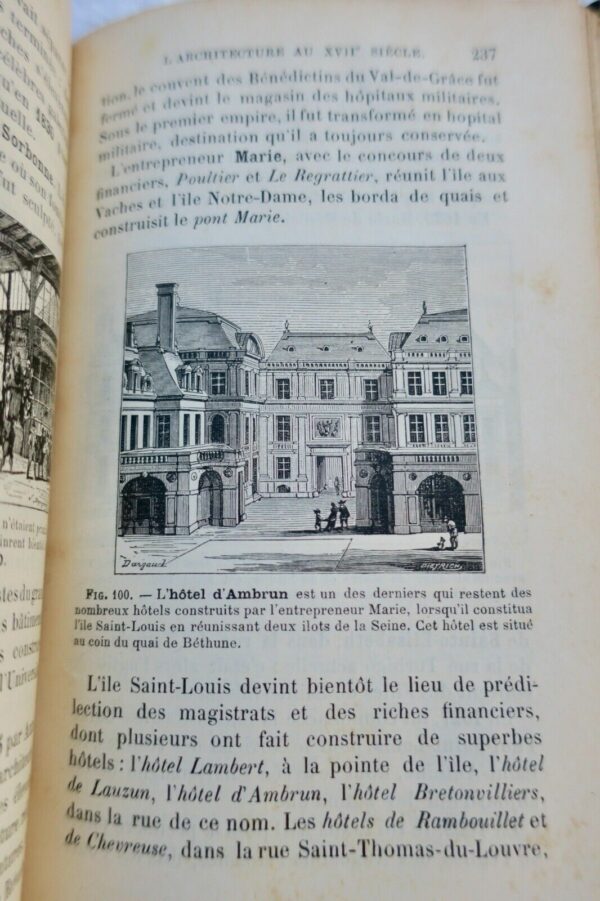 L'ARCHITECTURE AU XVIIe SIÈCLE. 237
tion, le couvent des Bénédictins du Val-de-Grâce fut
fermé et devint le magasin des hôpitaux militaires.
Sous le premier empire, il fut transformé en hopital
militaire, destination qu'il a toujours conservée.
L'entrepreneur Marie, avec le concours de deux
financiers, Poultier et Le Regrattier, réunit l'île aux
Vaches et l'île Notre-Dame, les borda de quais et
construisit le pont Marie.
Dargaud DIETRICH
FIG. 100. — L'hôtel d'Ambrun est un des derniers qui restent des
nombreux hôtels construits par l'entrepreneur Marie, lorsqu'il constitua
l'île Saint-Louis en réunissant deux ilots de la Seine. Cet hôtel est situé
au coin du quai de Béthune.
L'île Saint-Louis devint bientôt le lieu de prédi-
lection des magistrats et des riches financiers,
dont plusieurs ont fait construire de superbes
hôtels : l'hôtel Lambert, à la pointe de l'île, l'hôtel
de Lauzun, l'hôtel d'Ambrun, l'hôtel Bretonvilliers,
dans la rue de ce nom. Les hôtels de Rambouillet et
de Chevreuse, dans la rue Saint-Thomas-du-Louvre,